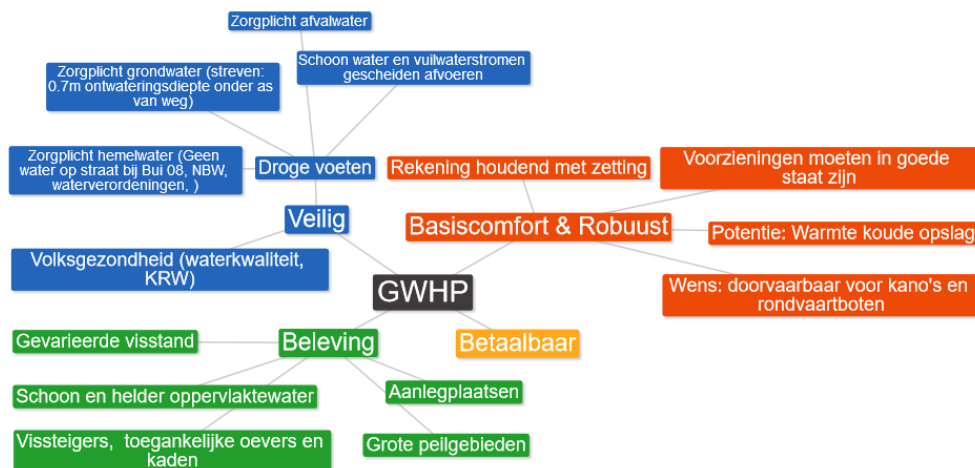 Zorgplicht afvalwater
Schoon water en vuilwaterstromen
gescheiden afvoeren
Zorgplicht grondwater (streven:
0.7m ontwateringsdiepte onder as
van weg)
Zorgplicht hemelwater (Geen
water op straat bij Bui 08, NBW,
waterverordeningen, )
Droge voeten
Veilig
Volksgezondheid (waterkwaliteit,
KRW)
Rekening houdend met zetting
Voorzieningen moeten in goede
staat zijn
Basiscomfort & Robuust
Potentie: Warmte koude opslag
Wens: doorvaarbaar voor kano's en
rondvaartboten
GWHP
Betaalbaar
Beleving
Gevarieerde visstand
Schoon en helder oppervlaktewater
Vissteigers, toegankelijke oevers en
kaden
Aanlegplaatsen
Grote peilgebieden